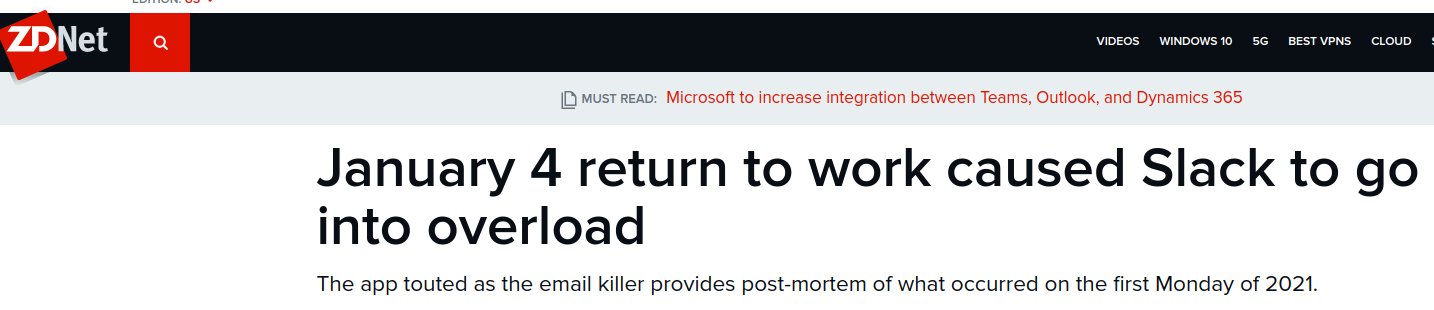 EDITION: US
ZDNet
VIDEOS WINDOWS 10 5G BEST VPNS CLOUD
MUST READ: Microsoft to increase integration between Teams, Outlook, and Dynamics 365
January 4 return to work caused Slack to go
into overload
The app touted as the email killer provides post-mortem of what occurred on the first Monday of 2021.